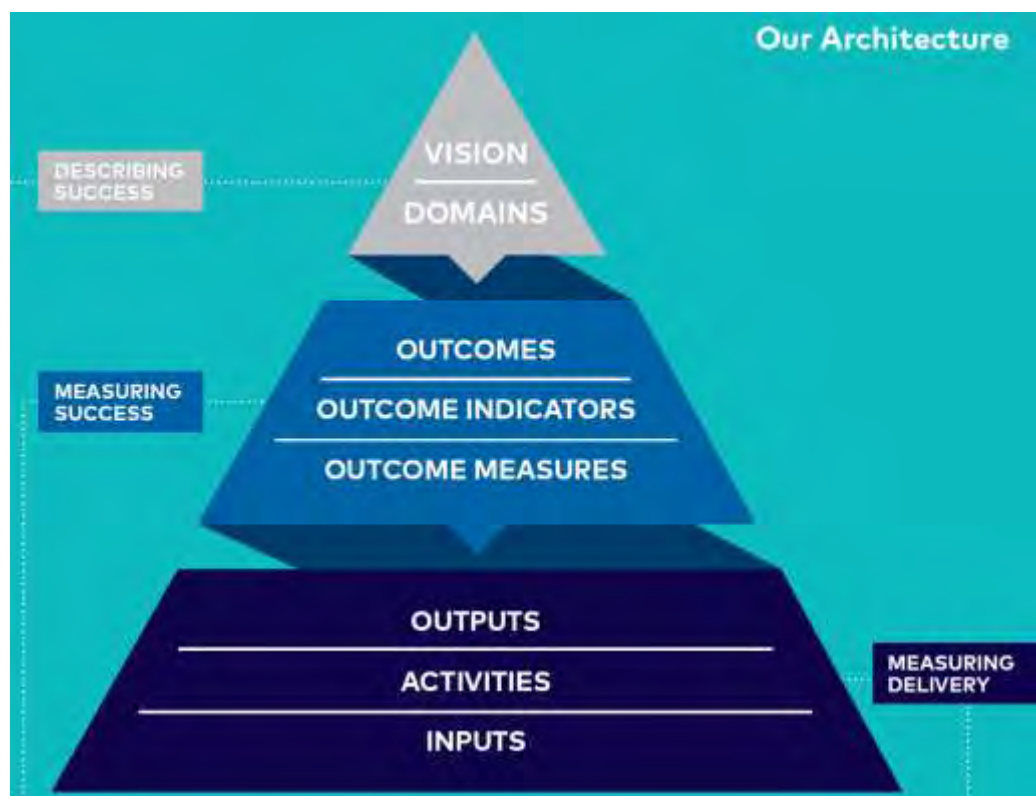 Our Architecture
VISION
DOMAINS
DESCRIBING
SUCCESS
OUTCOMES
OUTCOME INDICATORS
OUTCOME MEASURES
MEASURING
SUCCESS
OUTPUTS
ACTIVITIES
INPUTS
MEASURING
DELIVERY